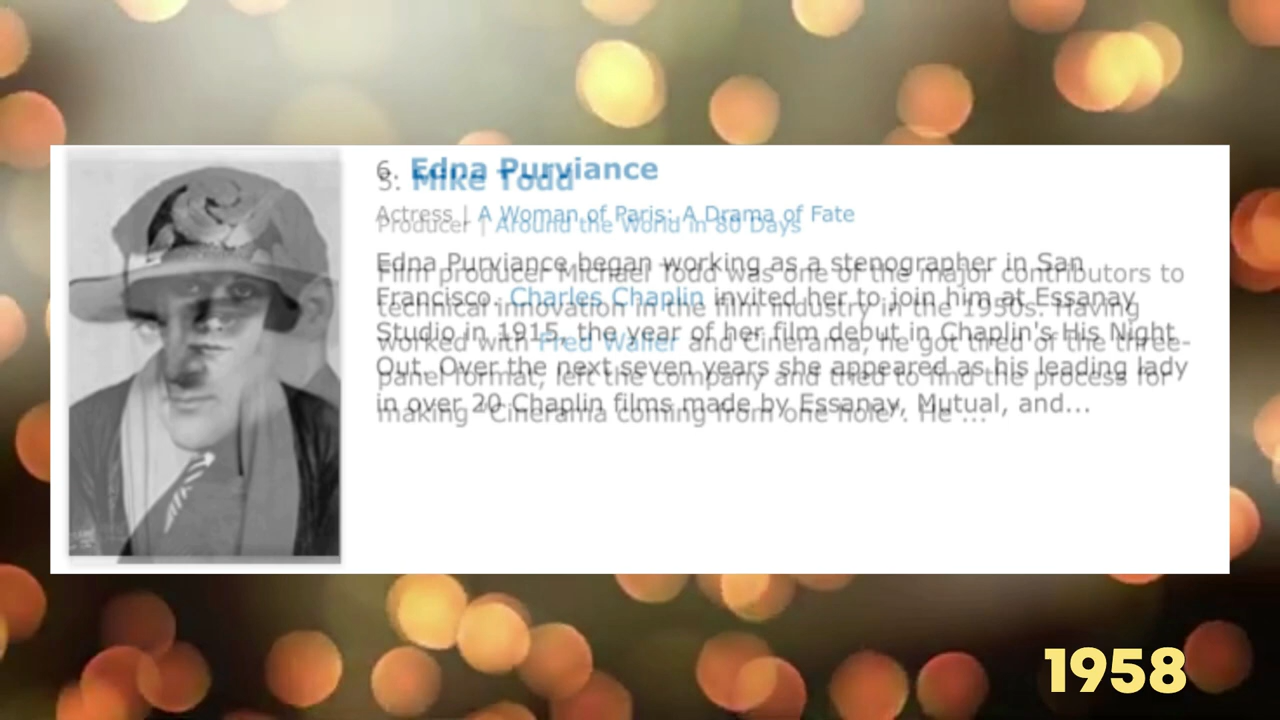 6. Edna Purviance
Actress | A Woman of Paris: A Drama of Fate
Edna Purviance began working as a stenographer in San
Francisco. Charles Chaplin invited her to join him at Essanay
Studio in 1915, the year of her film debut in Chaplin's His Night
Out. Over the next seven years she appeared as his leading lady
in over 20 Chaplin films made by Essanay, Mutual, and...
5. Mike Todd
Producer | Around the World in 80 Days
Film producer Michael Todd was one of the major contributors to
technical innovation in the film industry in the 1950s. Having
worked with Fred Waller and Cinerama, he got tired of the three-
panel format, left the company and tried to find the process for
making "Cinerama coming from one hole". He ...
1958